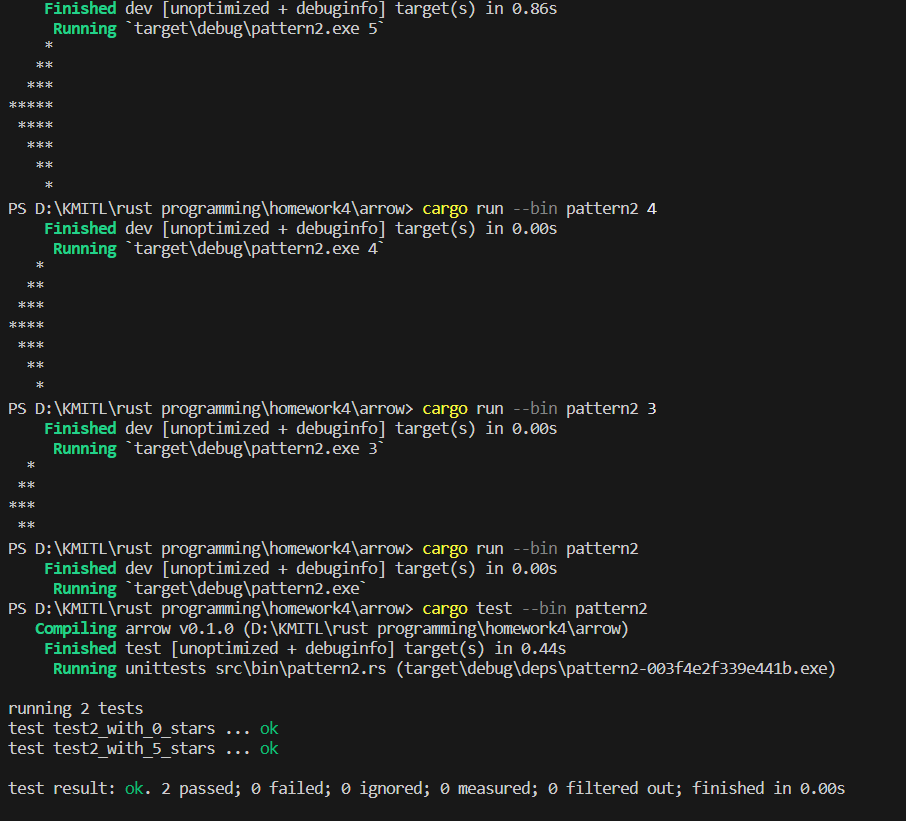 Finished dev [unoptimized + debuginfo] target(s) in 0.86s
     Running `target\debug\pattern2.exe 5`
    *
   **
  ***
*****
 ****
  ***
   **
    *
PS D:\KMITL\rust programming\homework4\arrow> cargo run --bin pattern2 4
    Finished dev [unoptimized + debuginfo] target(s) in 0.00s
     Running `target\debug\pattern2.exe 4`
   *
  **
 ***
****
 ***
  **
   *
PS D:\KMITL\rust programming\homework4\arrow> cargo run --bin pattern2 3
    Finished dev [unoptimized + debuginfo] target(s) in 0.00s
     Running `target\debug\pattern2.exe 3`
  *
 **
***
 **
PS D:\KMITL\rust programming\homework4\arrow> cargo run --bin pattern2
    Finished dev [unoptimized + debuginfo] target(s) in 0.00s
     Running `target\debug\pattern2.exe`
PS D:\KMITL\rust programming\homework4\arrow> cargo test --bin pattern2
   Compiling arrow v0.1.0 (D:\KMITL\rust programming\homework4\arrow)
    Finished test [unoptimized + debuginfo] target(s) in 0.44s
     Running unittests src\bin\pattern2.rs (target\debug\deps\pattern2-003f4e2f339e441b.exe)

running 2 tests
test test2_with_0_stars ... ok
test test2_with_5_stars ... ok

test result: ok. 2 passed; 0 failed; 0 ignored; 0 measured; 0 filtered out; finished in 0.00s